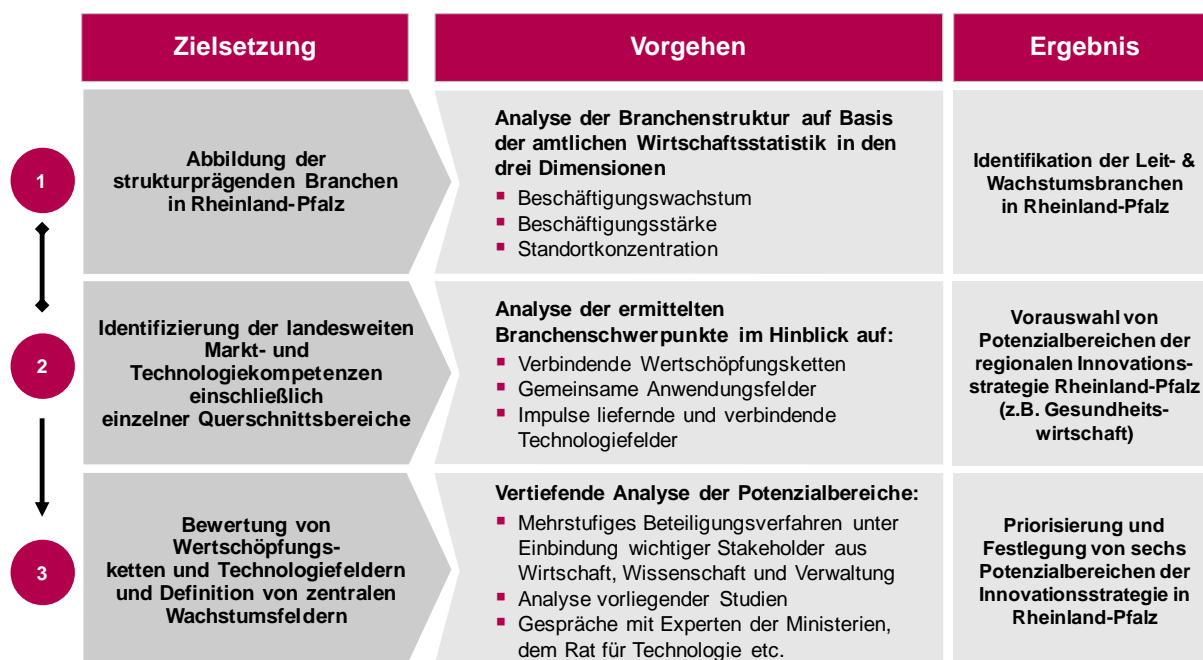 Zielsetzung
Vorgehen
Ergebnis
1
Abbildung der
strukturprägenden Branchen
in Rheinland-Pfalz
Analyse der Branchenstruktur auf Basis
der amtlichen Wirtschaftsstatistik in den
drei Dimensionen
▪ Beschäftigungswachstum
▪ Beschäftigungsstärke
▪ Standortkonzentration
Identifikation der Leit- &
Wachstumsbranchen
in Rheinland-Pfalz
2
Identifizierung der landesweiten
Markt- und
Technologiekompetenzen
einschließlich
einzelner Querschnittsbereiche
Analyse der ermittelten
Branchenschwerpunkte im Hinblick auf:
▪ Verbindende Wertschöpfungsketten
▪ Gemeinsame Anwendungsfelder
▪ Impulse liefernde und verbindende
Technologiefelder
Vorauswahl von
Potenzialbereichen der
regionalen Innovations-
strategie Rheinland-Pfalz
(z.B. Gesundheits-
wirtschaft)
3
Bewertung von
Wertschöpfungs-
ketten und Technologiefeldern
und Definition von zentralen
Wachstumsfeldern
Vertiefende Analyse der Potenzialbereiche:
▪ Mehrstufiges Beteiligungsverfahren unter
Einbindung wichtiger Stakeholder aus
Wirtschaft, Wissenschaft und Verwaltung
▪ Analyse vorliegender Studien
▪ Gespräche mit Experten der Ministerien,
dem Rat für Technologie etc.
Priorisierung und
Festlegung von sechs
Potenzialbereichen der
Innovationsstrategie in
Rheinland-Pfalz